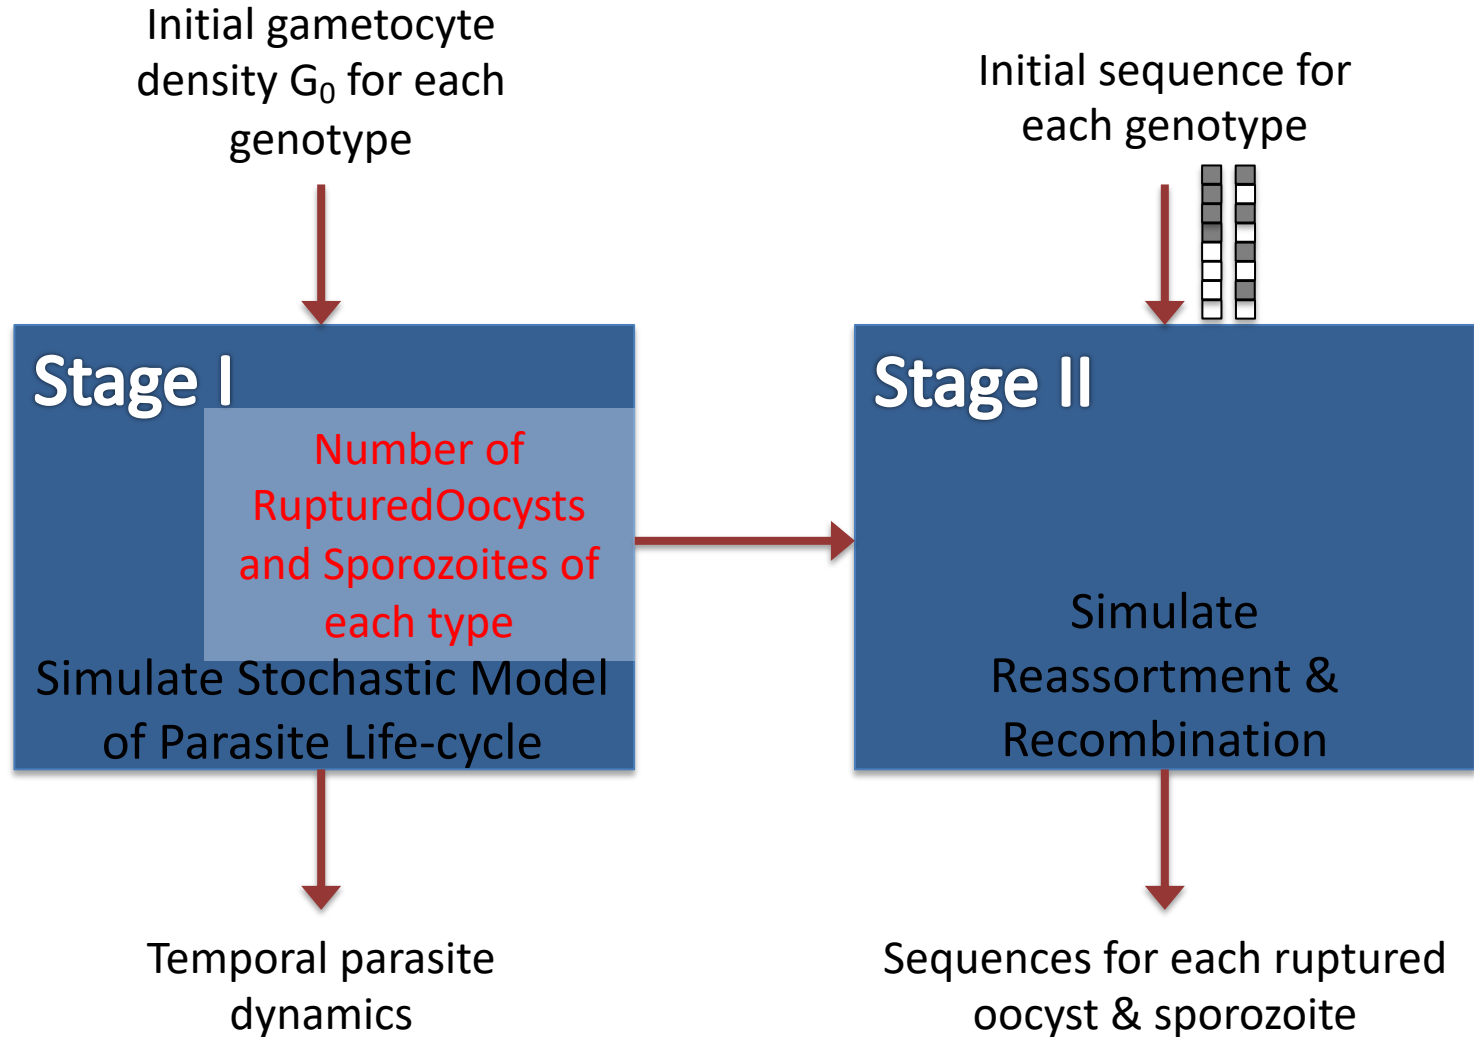 Initial gametocyte
density G₀ for each
genotype
Initial sequence for
each genotype
Stage I
Number of
RupturedOocysts
and Sporozoites of
each type
Simulate Stochastic Model
of Parasite Life-cycle
Stage II
Simulate
Reassortment &
Recombination
Temporal parasite
dynamics
Sequences for each ruptured
oocyst & sporozoite